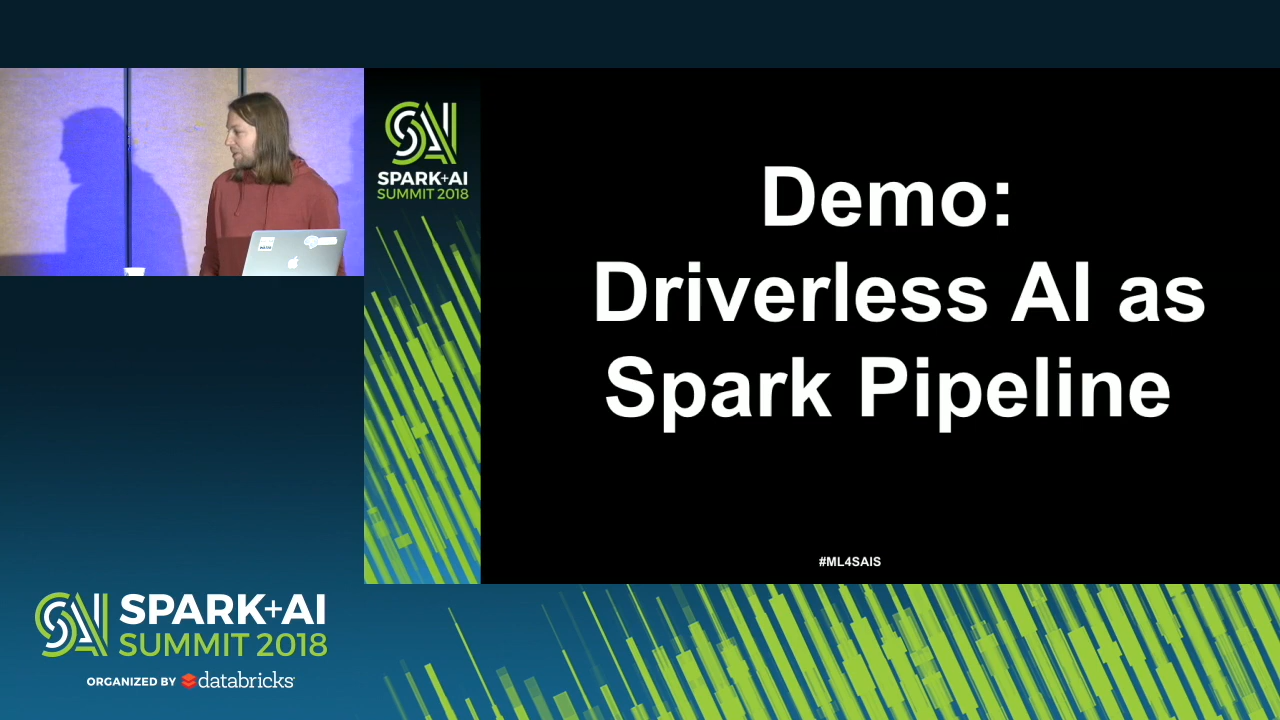 SPARK+AI
SUMMIT 2018
Demo:
Driverless AI as
Spark Pipeline
#ML4SAIS
SPARK+AI
SUMMIT 2018
ORGANIZED BY databricks